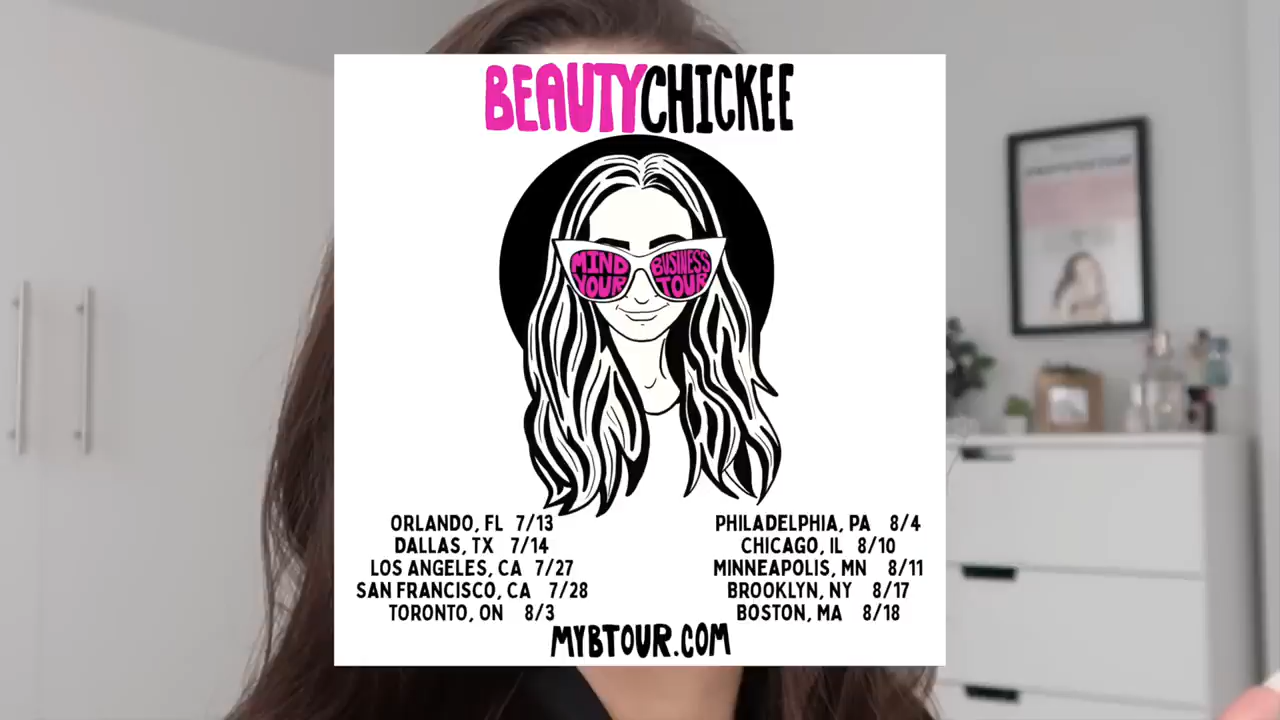 BEAUTYCHICKEE
MIND YOUR
BUSINESS TOUR
ORLANDO, FL 7/13
DALLAS, TX 7/14
LOS ANGELES, CA 7/27
SAN FRANCISCO, CA 7/28
TORONTO, ON 8/3
PHILADELPHIA, PA 8/4
CHICAGO, IL 8/10
MINNEAPOLIS, MN 8/11
BROOKLYN, NY 8/17
BOSTON, MA 8/18
MYBTOUR.COM